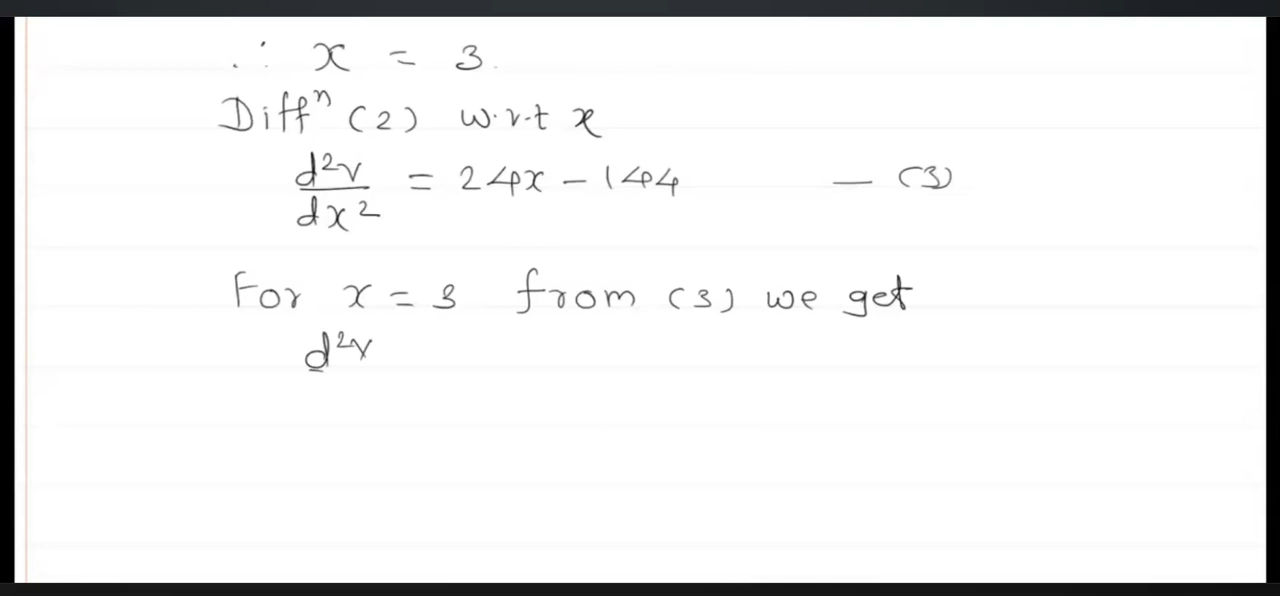 ∴ x = 3.
Diffⁿ (2) w.r.t x
d²v/dx² = 24x - 144 — (3)
For x = 3 from (3) we get
d²v